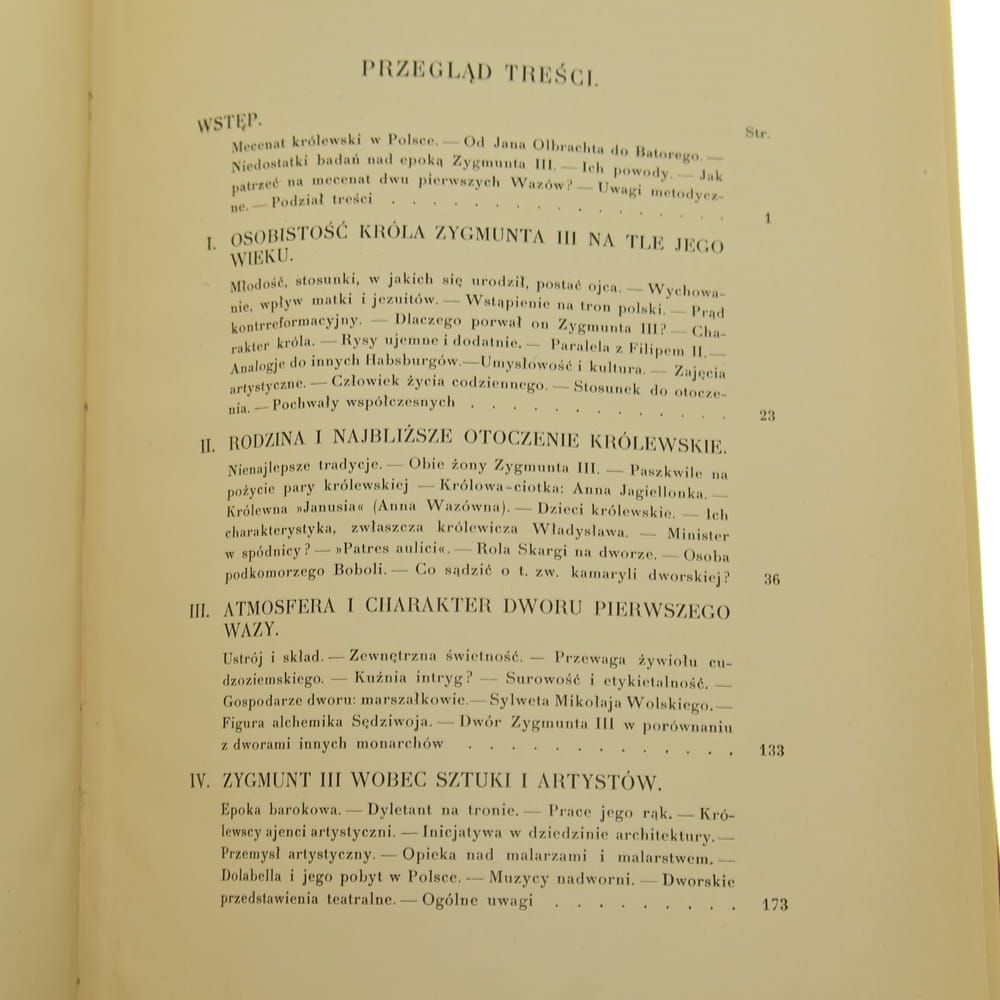 PRZEGLĄD TREŚCI.
Str.
WSTĘP.
Mecenat królewski w Polsce. — Od Jana Olbrachta do Batorego. —
Niedostatki badań nad epoką Zygmunta III. — Ich powody. — Jak
patrzeć na mecenat dwu pierwszych Wazów? — Uwagi metodycz-
ne. — Podział treści . . . . . . . . . . . . . . . . 1
I. OSOBISTOŚĆ KRÓLA ZYGMUNTA III NA TLE JEGO
WIEKU.
Młodość, stosunki, w jakich się urodził, postać ojca. — Wychowa-
nie, wpływ matki i jezuitów. — Wstąpienie na tron polski. — Prąd
kontrreformacyjny. — Dlaczego porwał on Zygmunta III? — Cha-
rakter króla. — Rysy ujemne i dodatnie. — Paralela z Filipem II. —
Analogje do innych Habsburgów. — Umysłowość i kultura. — Zajęcia
artystyczne. — Człowiek życia codziennego. — Stosunek do otocze-
nia. — Pochwały współczesnych . . . . . . . . . . . . . 23
II. RODZINA I NAJBLIŻSZE OTOCZENIE KRÓLEWSKIE.
Nienajlepsze tradycje. — Obie żony Zygmunta III. — Paszkwile na
pożycie pary królewskiej — Królowa-ciotka: Anna Jagiellonka. —
Królewna »Janusia« (Anna Wazówna). — Dzieci królewskie. — Ich
charakterystyka, zwłaszcza królewicza Władysława. — Minister
w spódnicy? — »Patres aulici«. — Rola Skargi na dworze. — Osoba
podkomorzego Boboli. — Co sądzić o t. zw. kamaryli dworskiej? 36
III. ATMOSFERA I CHARAKTER DWORU PIERWSZEGO
WAZY.
Ustrój i skład. — Zewnętrzna świetność. — Przewaga żywiołu cu-
dzoziemskiego. — Kuźnia intryg? — Surowość i etykietalność. —
Gospodarze dworu: marszałkowie. — Sylweta Mikołaja Wolskiego. —
Figura alchemika Sędziwoja. — Dwór Zygmunta III w porównaniu
z dworami innych monarchów . . . . . . . . . . . . . 133
IV. ZYGMUNT III WOBEC SZTUKI I ARTYSTÓW.
Epoka barokowa. — Dyletant na tronie. — Prace jego rąk. — Kró-
lewscy ajenci artystyczni. — Inicjatywa w dziedzinie architektury. —
Przemysł artystyczny. — Opieka nad malarzami i malarstwem. —
Dolabella i jego pobyt w Polsce. — Muzycy nadworni. — Dworskie
przedstawienia teatralne. — Ogólne uwagi . . . . . . . . . 173